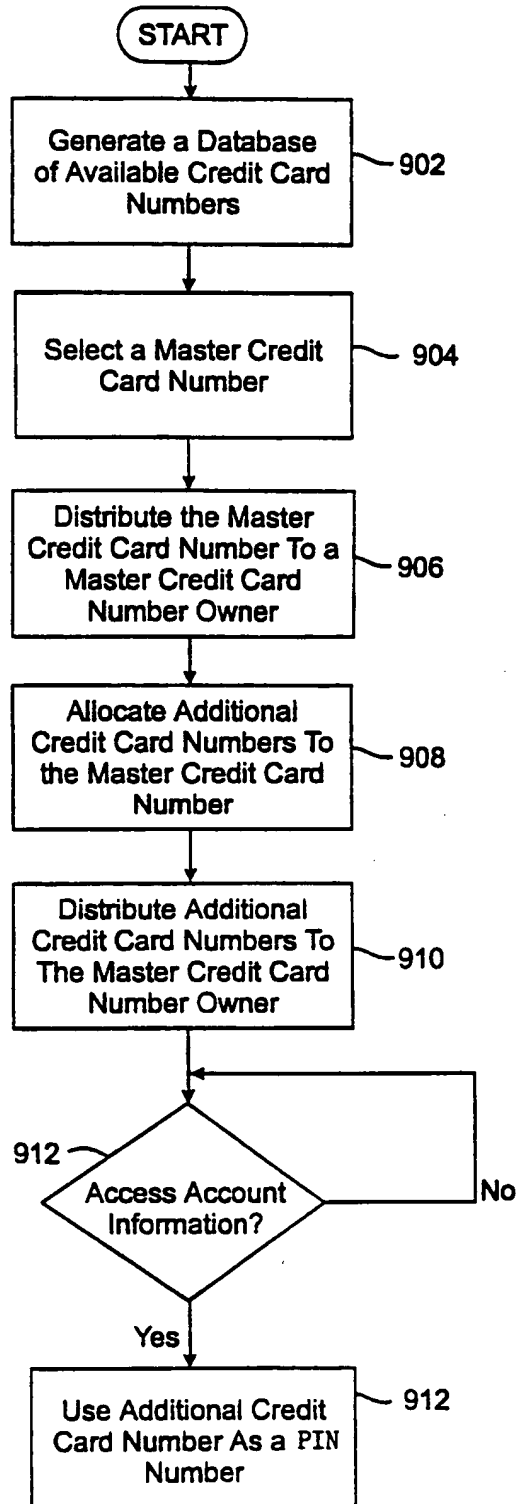 START
Generate a Database
of Available Credit Card
Numbers
902
Select a Master Credit
Card Number
904
Distribute the Master
Credit Card Number To a
Master Credit Card
Number Owner
906
Allocate Additional
Credit Card Numbers To
the Master Credit Card
Number
908
Distribute Additional
Credit Card Numbers To
The Master Credit Card
Number Owner
910
912
Access Account
Information?
No
Yes
Use Additional Credit
Card Number As a PIN
Number
912